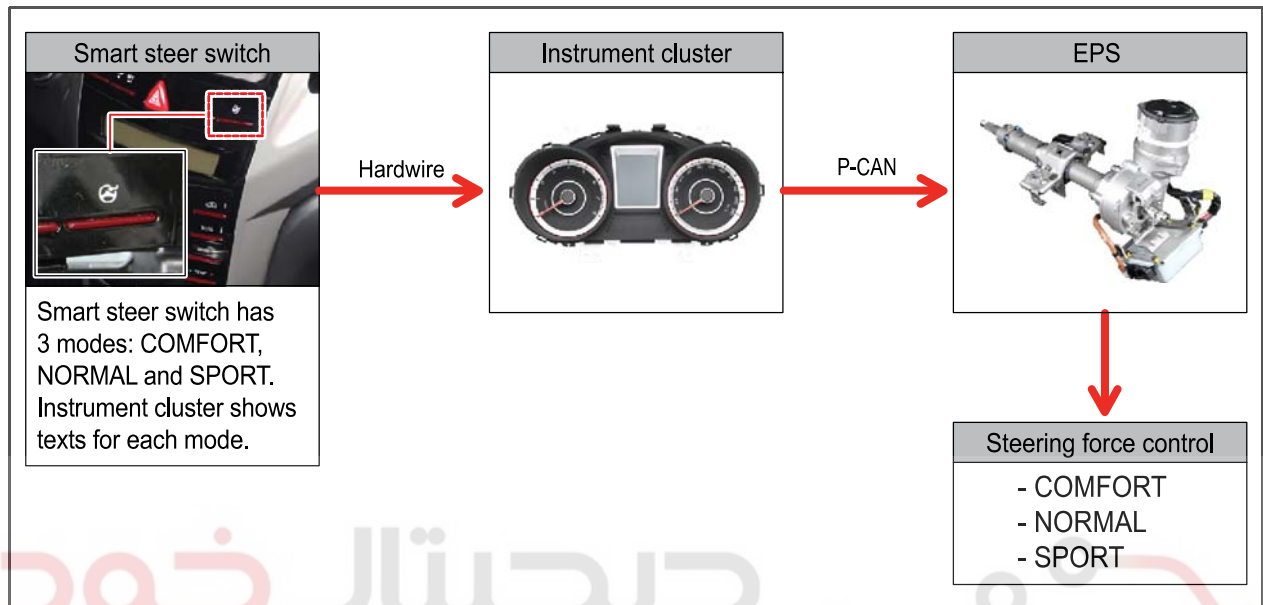 Smart steer switch
Smart steer switch has
3 modes: COMFORT,
NORMAL and SPORT.
Instrument cluster shows
texts for each mode.
Hardwire
Instrument cluster
P-CAN
EPS
Steering force control
- COMFORT
- NORMAL
- SPORT